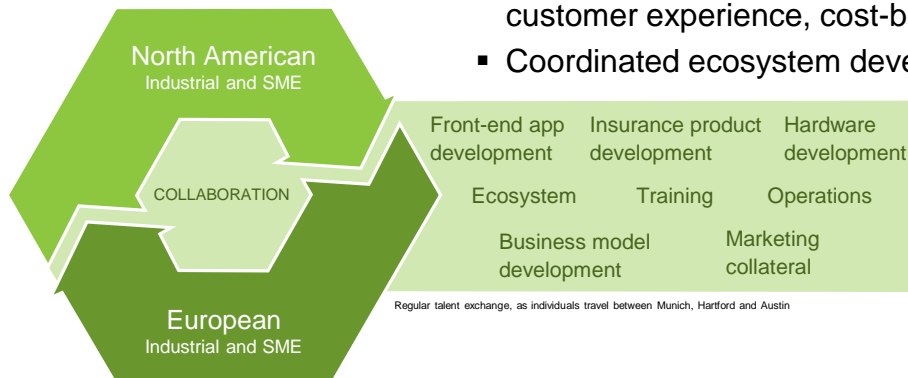 customer experience, cost-b
▪ Coordinated ecosystem deve
North American
Industrial and SME
COLLABORATION
European
Industrial and SME
Front-end app development
Insurance product development
Hardware development
Ecosystem
Training
Operations
Business model development
Marketing collateral
Regular talent exchange, as individuals travel between Munich, Hartford and Austin